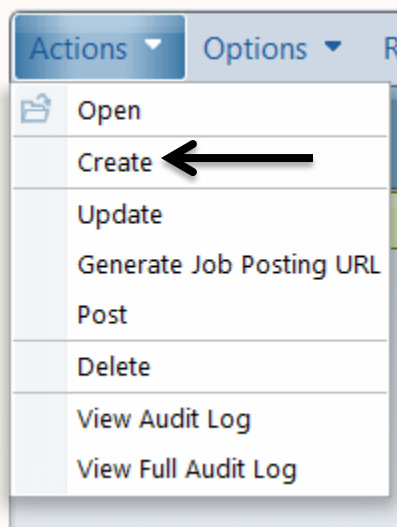 Actions Options R
Open
Create
Update
Generate Job Posting URL
Post
Delete
View Audit Log
View Full Audit Log